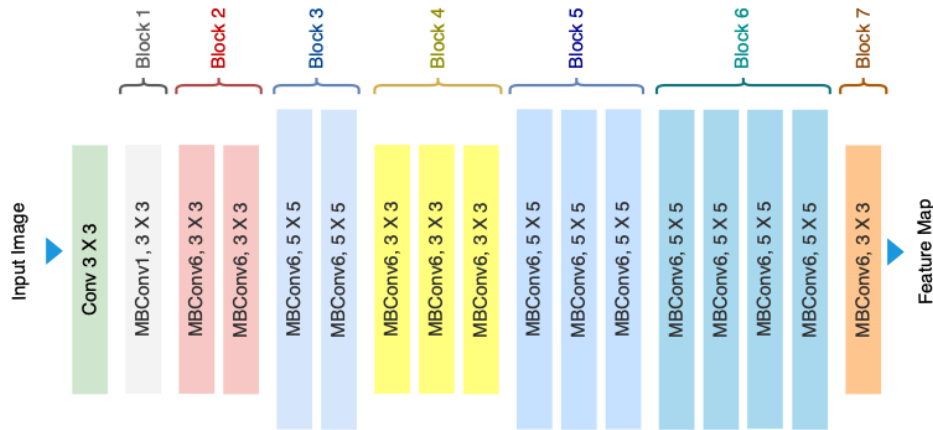 Input Image
Conv 3 X 3
Block 1
MBConv1, 3 X 3
Block 2
MBConv6, 3 X 3
MBConv6, 3 X 3
Block 3
MBConv6, 5 X 5
MBConv6, 5 X 5
Block 4
MBConv6, 3 X 3
MBConv6, 3 X 3
MBConv6, 3 X 3
Block 5
MBConv6, 5 X 5
MBConv6, 5 X 5
MBConv6, 5 X 5
Block 6
MBConv6, 5 X 5
MBConv6, 5 X 5
MBConv6, 5 X 5
MBConv6, 5 X 5
Block 7
MBConv6, 3 X 3
Feature Map